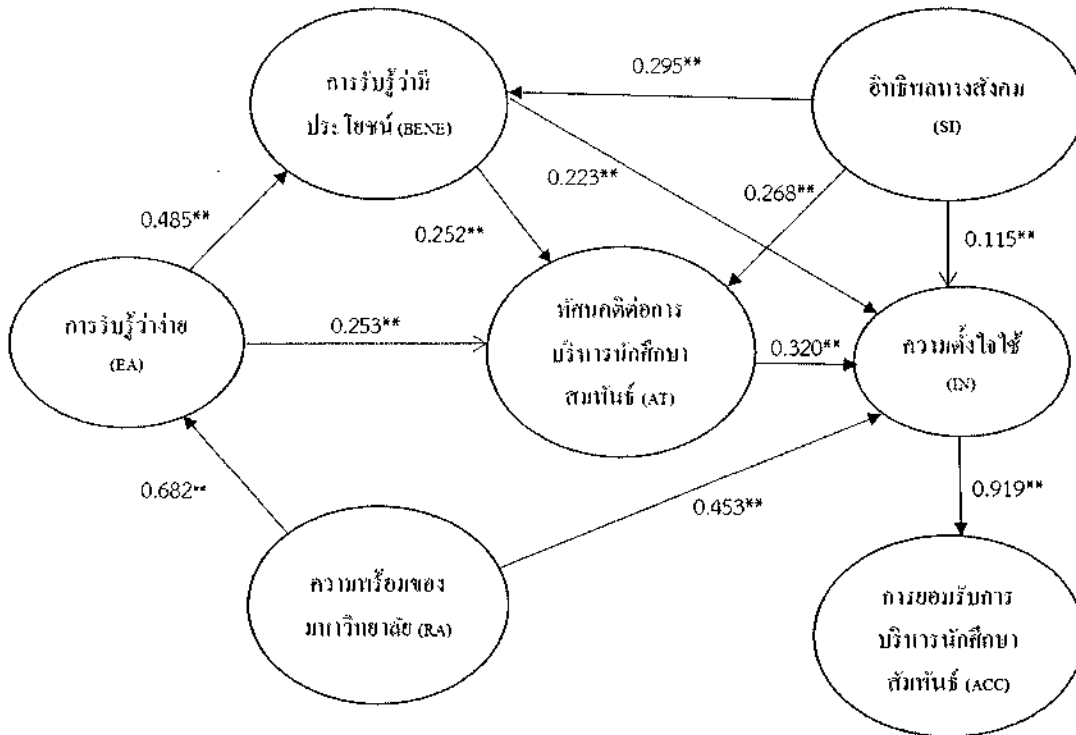 การรับรู้ว่ามี
ประโยชน์ (BENE)
0.295**
อิทธิพลทางสังคม
(SI)
0.485**
0.252**
0.223**
0.268**
0.115**
การรับรู้ว่าง่าย
(EA)
0.253**
ทัศนคติต่อการ
บริหารนักศึกษา
สมพันธ์ (AT)
0.320**
ความตั้งใจใช้
(IN)
0.682**
0.453**
0.919**
ความพร้อมของ
มหาวิทยาลัย (RA)
การยอมรับการ
บริหารนักศึกษา
สัมพันธ์ (ACC)